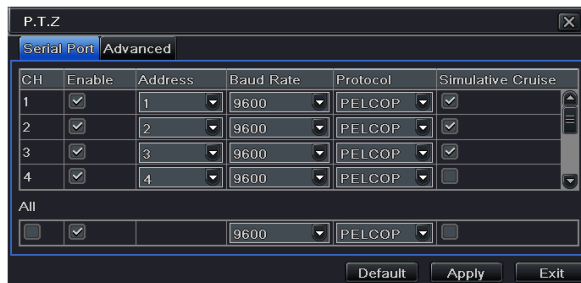 P.T.Z
Serial Port Advanced
CH Enable Address Baud Rate Protocol Simulative Cruise
1 1 9600 PELCOP
2 2 9600 PELCOP
3 3 9600 PELCOP
4 4 9600 PELCOP
All
9600 PELCOP
Default Apply Exit